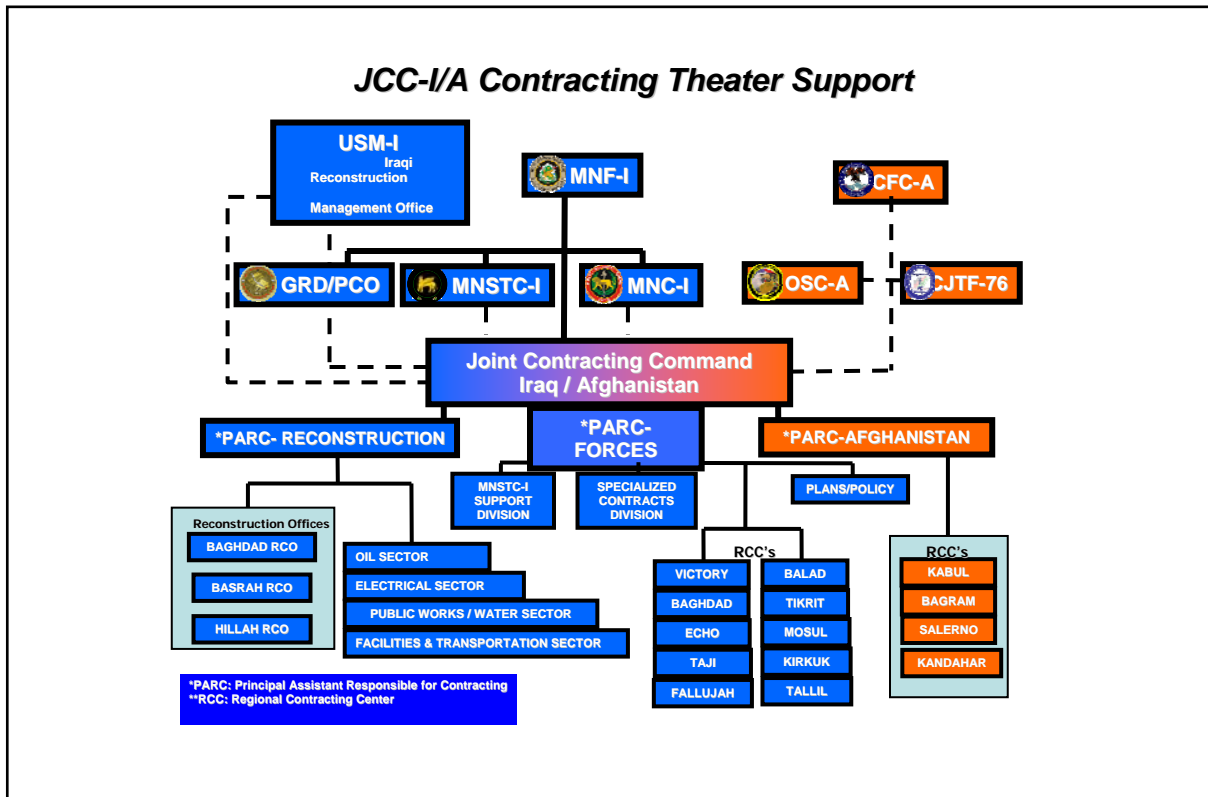 JCC-I/A Contracting Theater Support
USM-I
Iraqi
Reconstruction
Management Office
MNF-I
CFC-A
GRD/PCO
MNSTC-I
MNC-I
OSC-A
CJTF-76
Joint Contracting Command
Iraq / Afghanistan
*PARC- RECONSTRUCTION
*PARC-
FORCES
*PARC-AFGHANISTAN
MNSTC-I
SUPPORT
DIVISION
SPECIALIZED
CONTRACTS
DIVISION
PLANS/POLICY
Reconstruction Offices
BAGHDAD RCO
BASRAH RCO
HILLAH RCO
OIL SECTOR
ELECTRICAL SECTOR
PUBLIC WORKS / WATER SECTOR
FACILITIES & TRANSPORTATION SECTOR
RCC's
VICTORY
BAGHDAD
ECHO
TAJI
FALLUJAH
BALAD
TIKRIT
MOSUL
KIRKUK
TALLIL
RCC's
KABUL
BAGRAM
SALERNO
KANDAHAR
*PARC: Principal Assistant Responsible for Contracting
**RCC: Regional Contracting Center